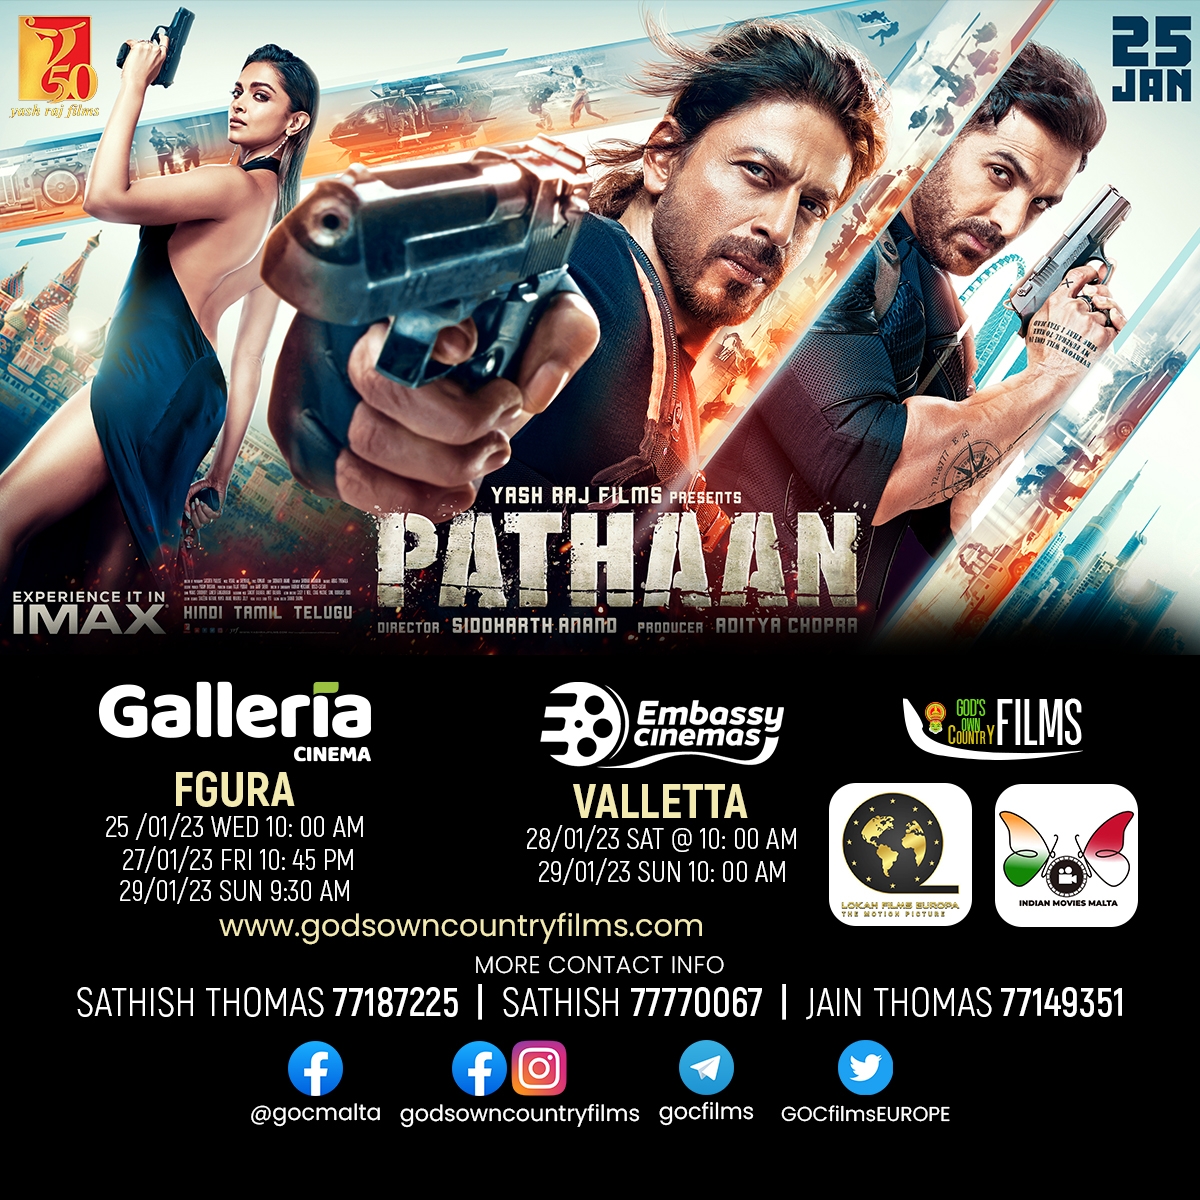 50
yash raj films
25
JAN
YASH RAJ FILMS PRESENTS
PATHAAN
DIRECTOR SIDDHARTH ANAND PRODUCER ADITYA CHOPRA
EXPERIENCE IT IN
IMAX
HINDI TAMIL TELUGU
Galleria
CINEMA
FGURA
25 /01/23 WED 10: 00 AM
27/01/23 FRI 10: 45 PM
29/01/23 SUN 9:30 AM
Embassy
cinemas
VALLETTA
28/01/23 SAT @ 10: 00 AM
29/01/23 SUN 10: 00 AM
GOD'S
OWN
COUNTRY
FILMS
LOKAH FILMS EUROPA
THE MOTION PICTURE
INDIAN MOVIES MALTA
www.godsowncountryfilms.com
MORE CONTACT INFO
SATHISH THOMAS 77187225 | SATHISH 77770067 | JAIN THOMAS 77149351
@gocmalta
godsowncountryfilms
gocfilms
GOCfilmsEUROPE